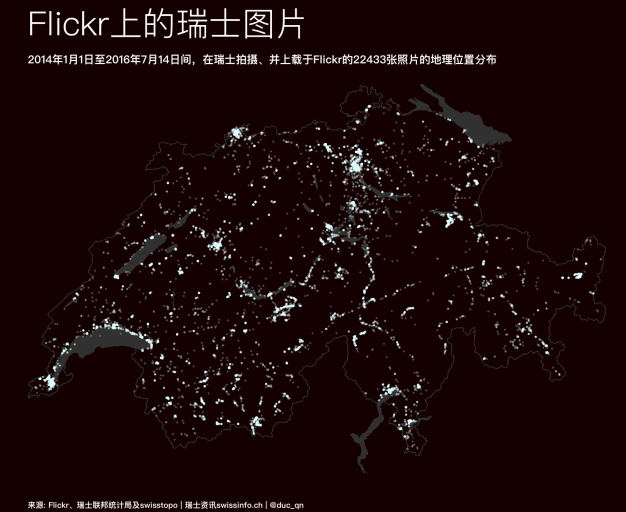 Flickr上的瑞士图片
2014年1月1日至2016年7月14日间，在瑞士拍摄、并上载于Flickr的22433张照片的地理位置分布
来源: Flickr、瑞士联邦统计局及swisstopo | 瑞士资讯swissinfo.ch | @duc_qn